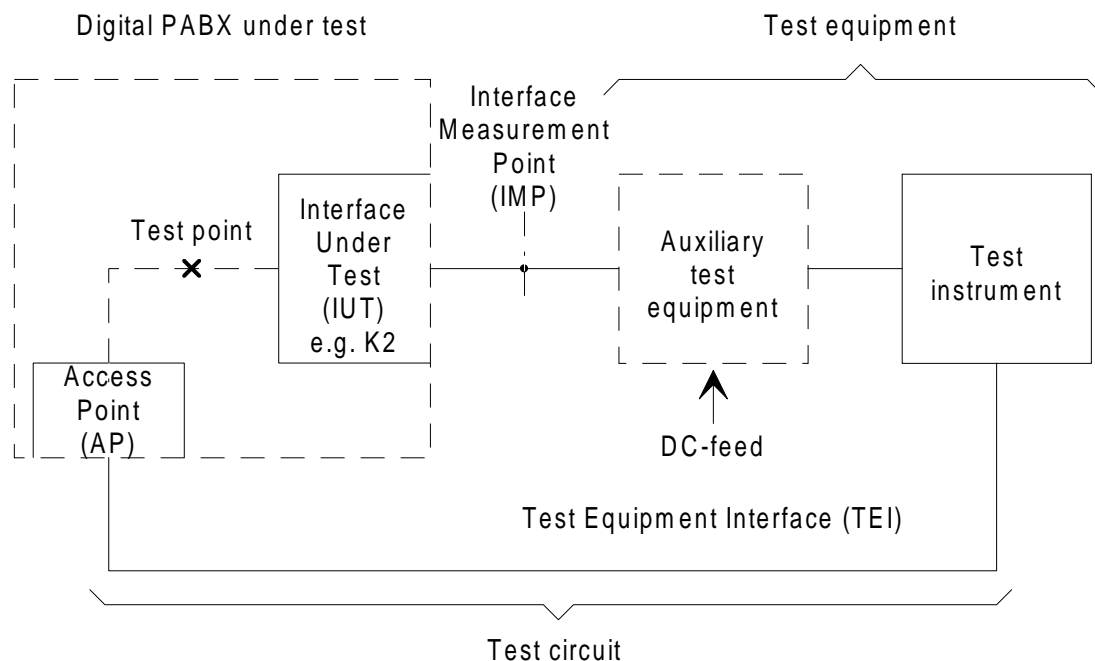 Digital PABX under test
Test equipment
Interface
Measurement
Point
(IMP)
Test point
Interface
Under
Test
(IUT)
e.g. K2
Auxiliary
test
equipment
Test
instrument
Access
Point
(AP)
DC-feed
Test Equipment Interface (TEI)
Test circuit